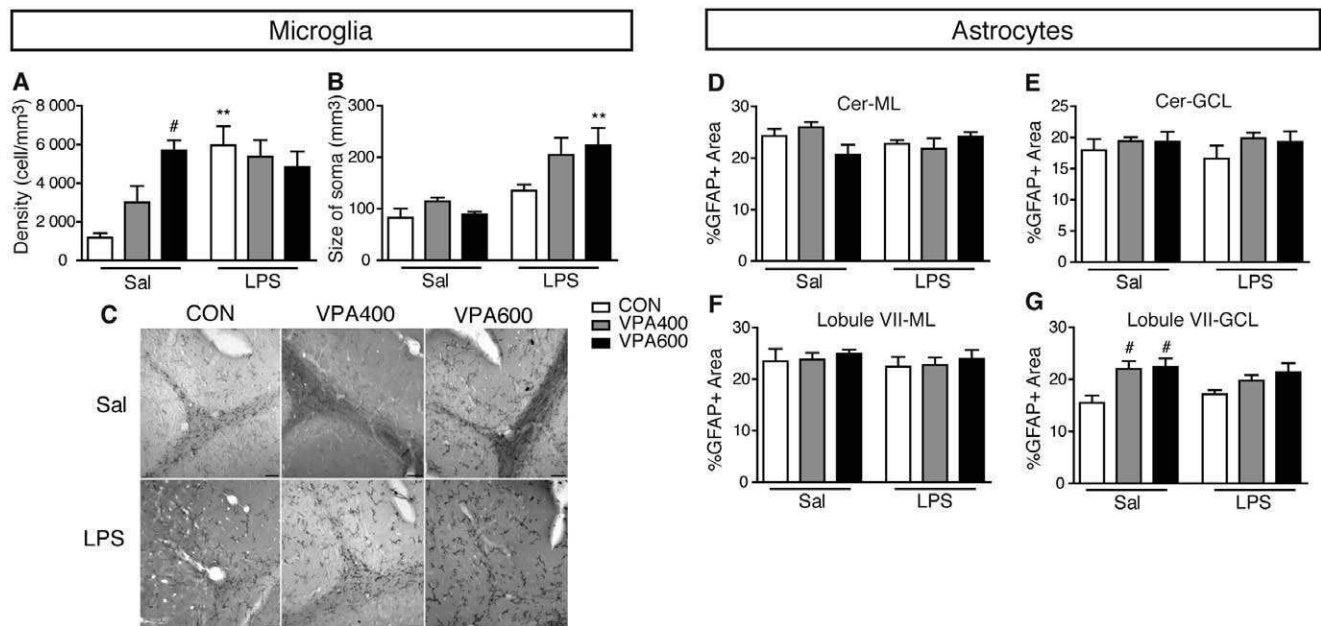 Microglia
Astrocytes
A
Density (cell/mm³)
8 000
6 000
4 000
2 000
0
#
**
Sal
LPS
B
Size of soma (mm³)
300
200
100
0
**
Sal
LPS
C
CON
VPA400
VPA600
Sal
LPS
CON
VPA400
VPA600
D
Cer-ML
%GFAP+ Area
30
20
10
0
Sal
LPS
E
Cer-GCL
%GFAP+ Area
25
20
15
10
5
0
Sal
LPS
F
Lobule VII-ML
%GFAP+ Area
30
20
10
0
Sal
LPS
G
Lobule VII-GCL
%GFAP+ Area
30
20
10
0
#
#
Sal
LPS